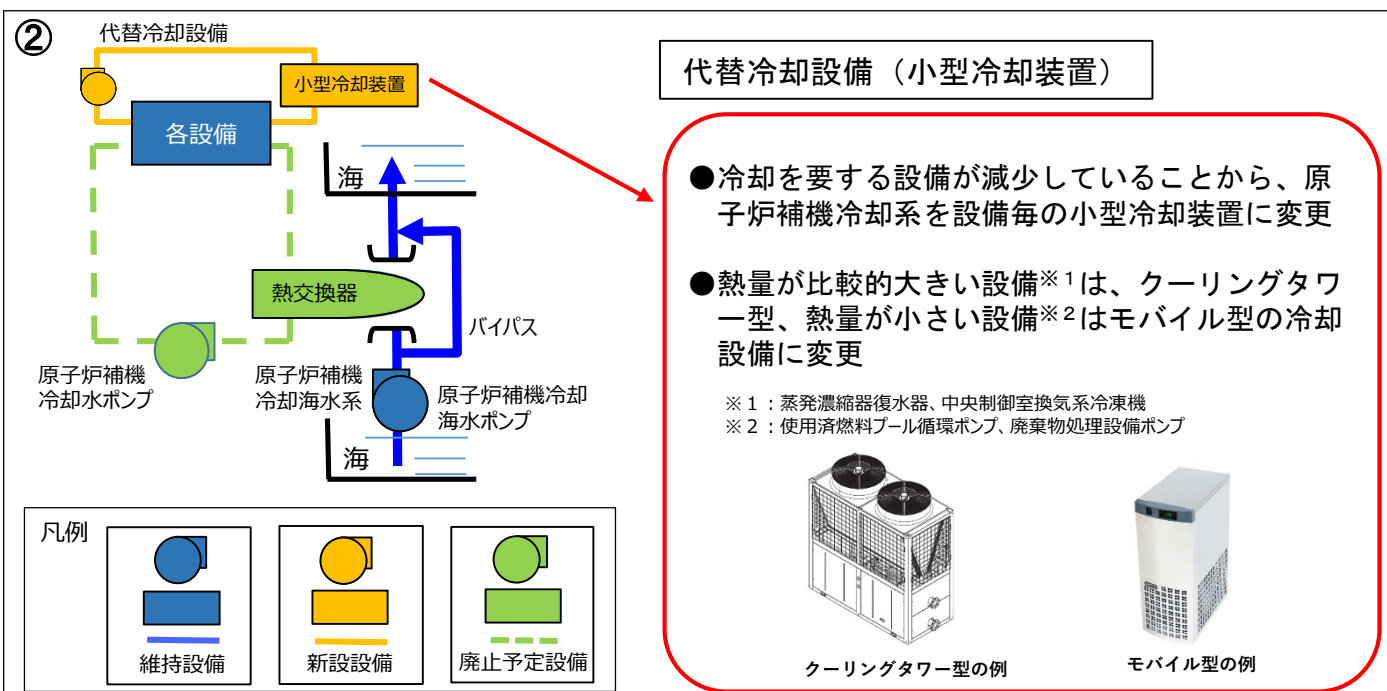 ②
代替冷却設備
小型冷却装置
各設備
海
熱交換器
バイパス
原子炉補機
冷却水ポンプ
原子炉補機
冷却海水系
原子炉補機冷却
海水ポンプ
海
凡例
維持設備
新設設備
廃止予定設備
代替冷却設備（小型冷却装置）
●冷却を要する設備が減少していることから、原
子炉補機冷却系を設備毎の小型冷却装置に変更
●熱量が比較的大きい設備※１は、クーリングタワ
ー型、熱量が小さい設備※２はモバイル型の冷却
設備に変更
※１：蒸発濃縮器復水器、中央制御室換気系冷凍機
※２：使用済燃料プール循環ポンプ、廃棄物処理設備ポンプ
クーリングタワー型の例
モバイル型の例